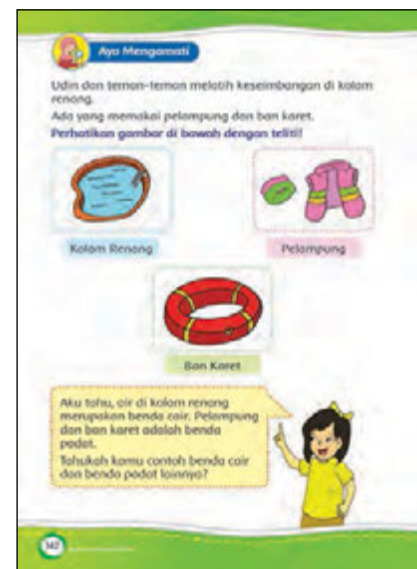 Ayo Mengamati
Udin dan teman-teman melatih keseimbangan di kolam
renang.
Ada yang memakai pelampung dan ban karet.
Perhatikan gambar di bawah dengan teliti!
Kolam Renang
Pelampung
Ban Karet
Aku tahu, air di kolam renang
merupakan benda cair. Pelampung
dan ban karet adalah benda
padat.
Tahukah kamu contoh benda cair
dan benda padat lainnya?